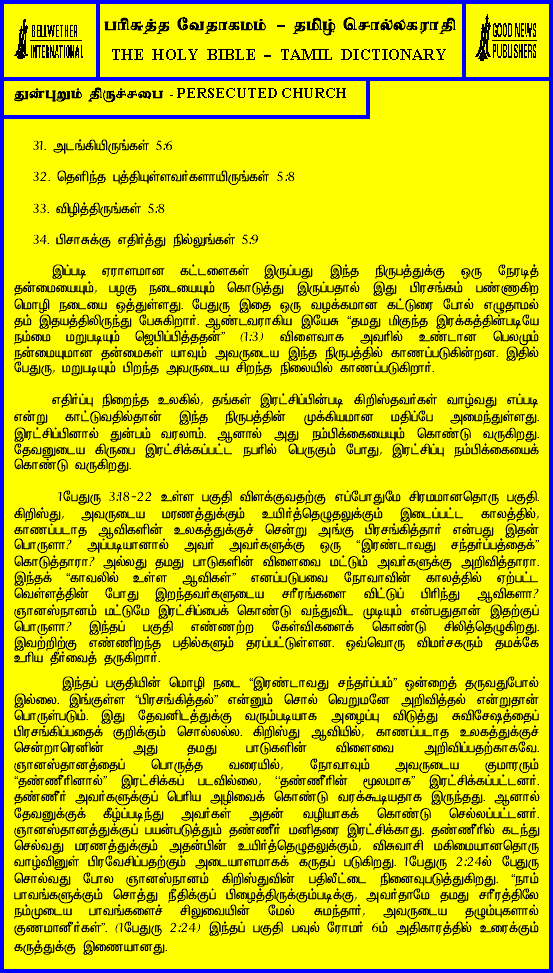 BELLWETHER
INTERNATIONAL
பரிசுத்த வேதாகமம் – தமிழ் சொல்லகராதி
THE HOLY BIBLE – TAMIL DICTIONARY
GOOD NEWS
PUBLISHERS
துன்புறும் திருச்சபை - PERSECUTED CHURCH
31. அடங்கியிருங்கள் 5:6
32. தெளிந்த புத்தியுள்ளவர்களாயிருங்கள் 5:8
33. விழித்திருங்கள் 5:8
34. பிசாசுக்கு எதிர்த்து நில்லுங்கள் 5:9
இப்படி ஏராளமான கட்டளைகள் இருப்பது இந்த நிருபத்துக்கு ஒரு நேரடித்
தன்மையையும், பழகு நடையையும் கொடுத்து இருப்பதால் இது பிரசங்கம் பண்ணுகிற
மொழி நடையை ஒத்துள்ளது. பேதுரு இதை ஒரு வழக்கமான கட்டுரை போல் எழுதாமல்
தம் இதயத்திலிருந்து பேசுகிறார். ஆண்டவராகிய இயேசு “தமது மிகுந்த இரக்கத்தின்படியே
நம்மை மறுபடியும் ஜெபிப்பித்ததன்” (1:3) விளைவாக அவரில் உண்டான பெலமும்
நன்மையுமான தன்மைகள் யாவும் அவருடைய இந்த நிருபத்தில் காணப்படுகின்றன. இதில்
பேதுரு, மறுபடியும் பிறந்த அவருடைய சிறந்த நிலையில் காணப்படுகிறார்.
எதிர்ப்பு நிறைந்த உலகில், தங்கள் இரட்சிப்பின்படி கிறிஸ்தவர்கள் வாழ்வது எப்படி
என்று காட்டுவதில்தான் இந்த நிருபத்தின் முக்கியமான மதிப்பே அமைந்துள்ளது.
இரட்சிப்பினால் துன்பம் வரலாம். ஆனால் அது நம்பிக்கையையும் கொண்டு வருகிறது.
தேவனுடைய கிருபை இரட்சிக்கப்பட்ட நபரில் பெருகும் போது, இரட்சிப்பு நம்பிக்கையைக்
கொண்டு வருகிறது.
1பேதுரு 3:18-22 உள்ள பகுதி விளக்குவதற்கு எப்போதுமே சிரமமானதொரு பகுதி.
கிறிஸ்து, அவருடைய மரணத்துக்கும் உயிர்த்தெழுதலுக்கும் இடைப்பட்ட காலத்தில்,
காணப்படாத ஆவிகளின் உலகத்துக்குச் சென்று அங்கு பிரசங்கித்தார் என்பது இதன்
பொருளா? அப்படியானால் அவர் அவர்களுக்கு ஒரு “இரண்டாவது சந்தர்ப்பத்தைக்”
கொடுத்தாரா? அல்லது தமது பாடுகளின் விளைவை மட்டும் அவர்களுக்கு அறிவித்தாரா.
இந்தக் “காவலில் உள்ள ஆவிகள்” எனப்படுபவை நோவாவின் காலத்தில் ஏற்பட்ட
வெள்ளத்தின் போது இறந்தவர்களுடைய சரீரங்களை விட்டுப் பிரிந்து ஆவிகளா?
ஞானஸ்நானம் மட்டுமே இரட்சிப்பைக் கொண்டு வந்துவிட முடியும் என்பதுதான் இதற்குப்
பொருளா? இந்தப் பகுதி எண்ணற்ற கேள்விகளைக் கொண்டு சிலித்தெழுகிறது.
இவற்றிற்கு எண்ணிறந்த பதில்களும் தரப்பட்டுள்ளன. ஒவ்வொரு விமர்சகரும் தமக்கே
உரிய தீர்வைத் தருகிறார்.
இந்தப் பகுதியின் மொழி நடை “இரண்டாவது சந்தர்ப்பம்” ஒன்றைத் தருவதுபோல்
இல்லை. இங்குள்ள “பிரசங்கித்தல்” என்னும் சொல் வெறுமனே அறிவித்தல் என்றுதான்
பொருள்படும். இது தேவனிடத்துக்கு வரும்படியாக அழைப்பு விடுத்து சுவிசேஷத்தைப்
பிரசங்கிப்பதைக் குறிக்கும் சொல்லல்ல. கிறிஸ்து ஆவியில், காணப்படாத உலகத்துக்குச்
சென்றாரெனின் அது தமது பாடுகளின் விளைவை அறிவிப்பதற்காகவே.
ஞானஸ்தானத்தைப் பொருத்த வரையில், நோவாவும் அவருடைய குமாரரும்
“தண்ணீரினால்” இரட்சிக்கப் படவில்லை, “தண்ணீரின் மூலமாக” இரட்சிக்கப்பட்டனர்.
தண்ணீர் அவர்களுக்குப் பெரிய அழிவைக் கொண்டு வரக்கூடியதாக இருந்தது. ஆனால்
தேவனுக்குக் கீழ்ப்படிந்து அவர்கள் அதன் வழியாகக் கொண்டு செல்லப்பட்டனர்.
ஞானஸ்தானத்துக்குப் பயன்படுத்தும் தண்ணீர் மனிதரை இரட்சிக்காது. தண்ணீரில் கடந்து
செல்வது மரணத்துக்கும் அதன்பின் உயிர்த்தெழுதலுக்கும், விசுவாசி மகிமையானதொரு
வாழ்வினுள் பிரவேசிப்பதற்கும் அடையாளமாகக் கருதப் படுகிறது. 1பேதுரு 2:24ல் பேதுரு
சொல்வது போல ஞானஸ்நானம் கிறிஸ்துவின் பதிலீட்டை நினைவுபடுத்துகிறது. “நாம்
பாவங்களுக்கும் செத்து நீதிக்குப் பிழைத்திருக்கும்படிக்கு, அவர்தாமே தமது சரீரத்திலே
நம்முடைய பாவங்களைச் சிலுவையின் மேல் சுமந்தார், அவருடைய தழும்புகளால்
குணமானீர்கள்”. (1பேதுரு 2:24) இந்தப் பகுதி பவுல் ரோமர் 6ம் அதிகாரத்தில் உரைக்கும்
கருத்துக்கு இணையானது.